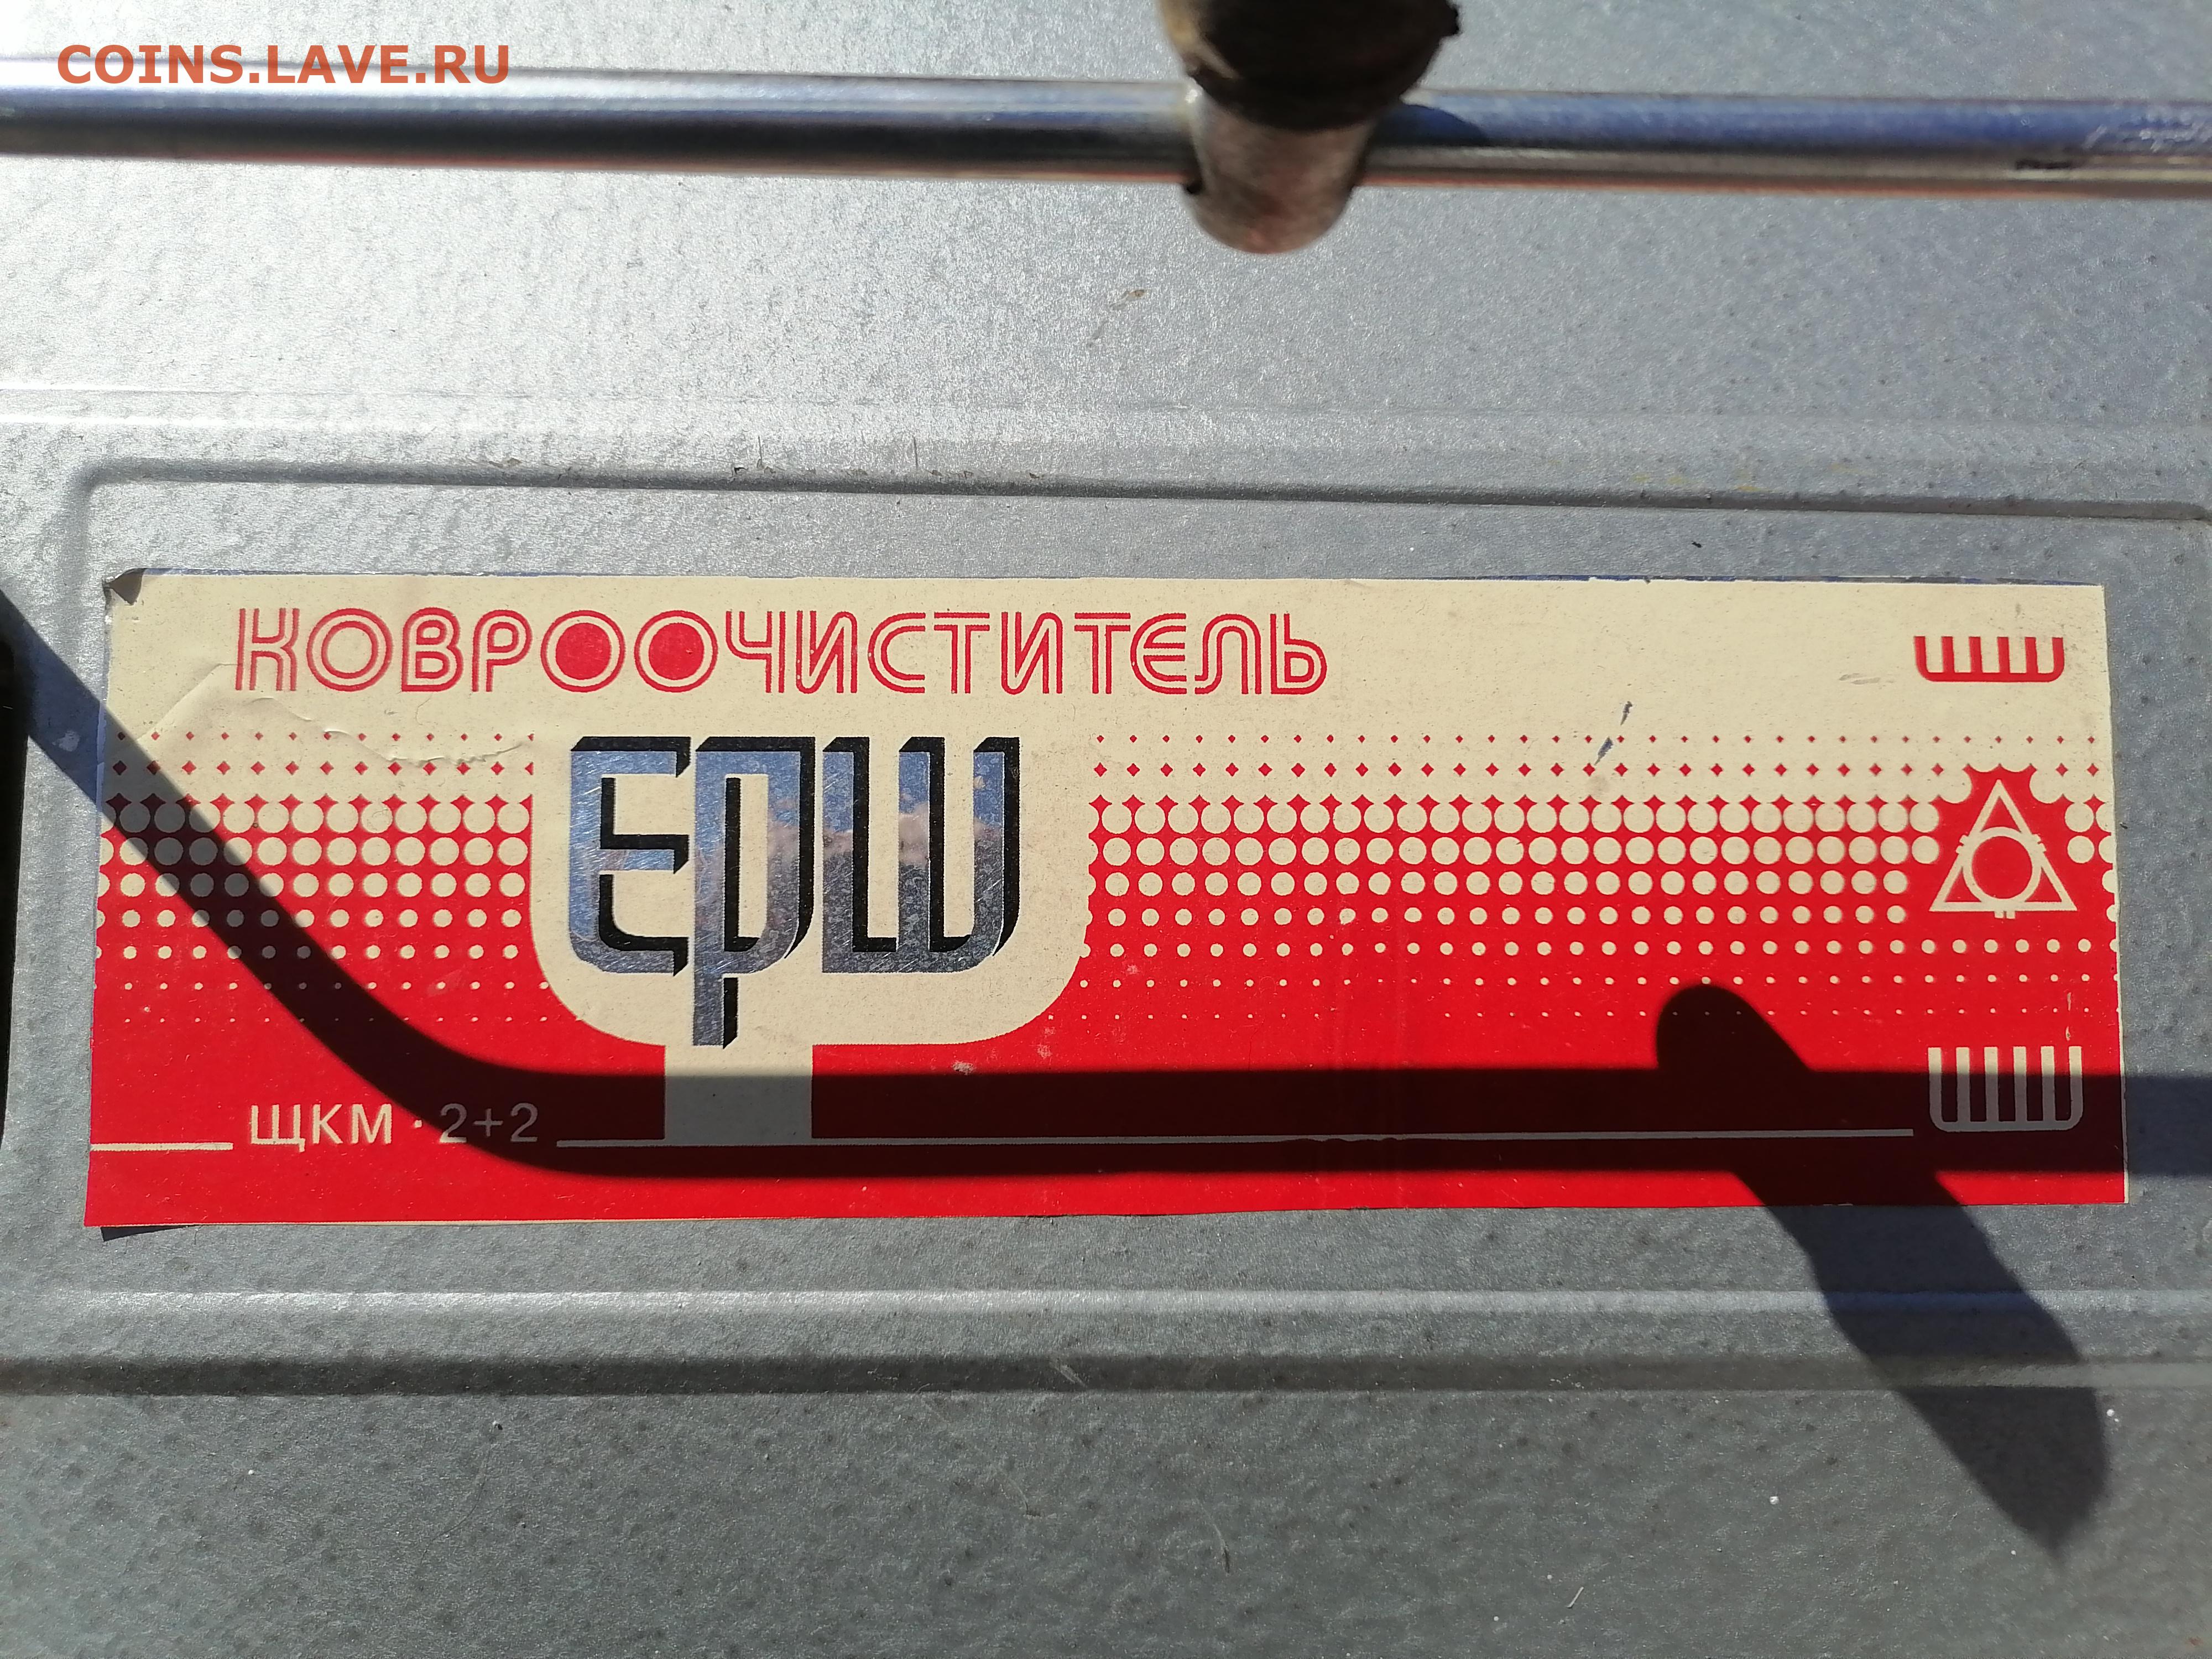 COINS.LAVE.RU
КОВРООЧИСТИТЕЛЬ
ЕРШ
ЩКМ·2+2